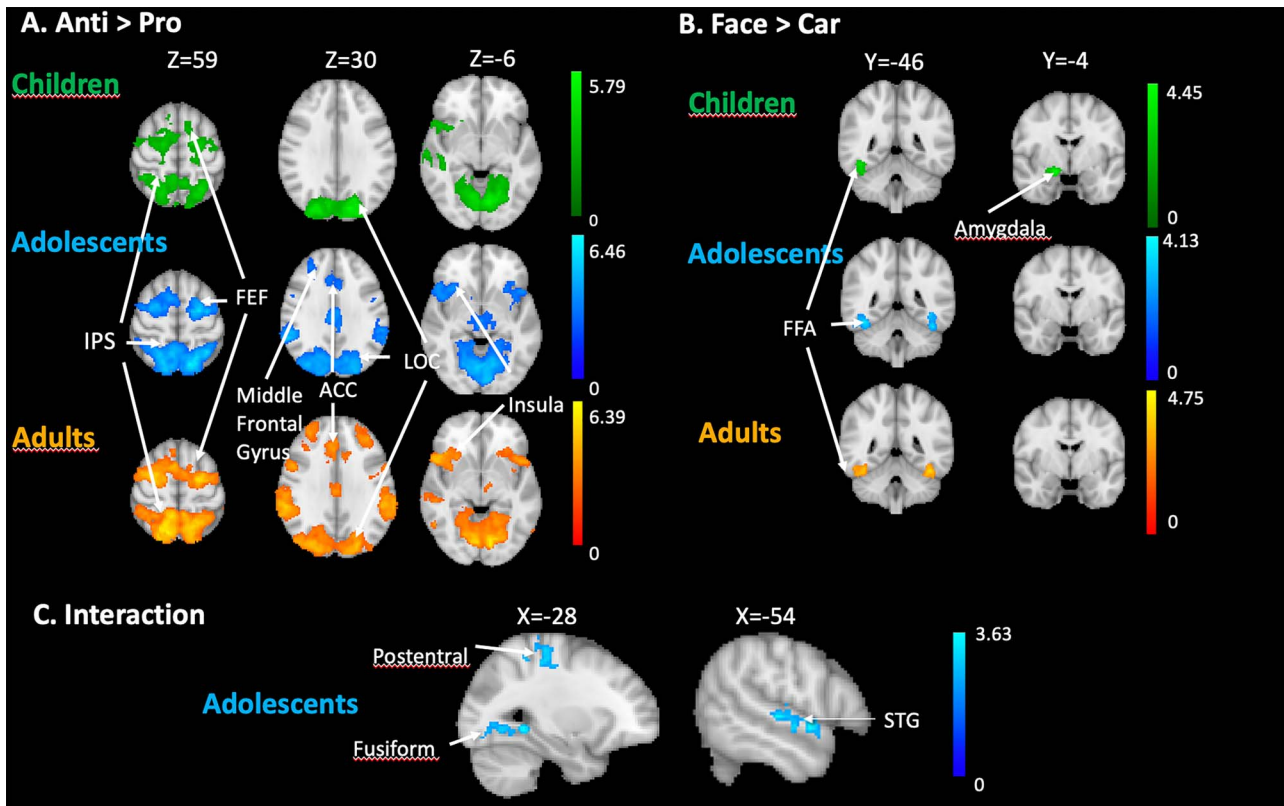 A. Anti > Pro
Z=59
Z=30
Z=-6
Children
5.79
0
Adolescents
6.46
FEF
IPS
LOC
0
Middle
Frontal
Gyrus
ACC
Insula
6.39
Adults
0
B. Face > Car
Y=-46
Y=-4
Children
4.45
0
Amygdala
Adolescents
4.13
FFA
0
Adults
4.75
0
C. Interaction
X=-28
X=-54
3.63
Postentral
Adolescents
STG
Fusiform
0